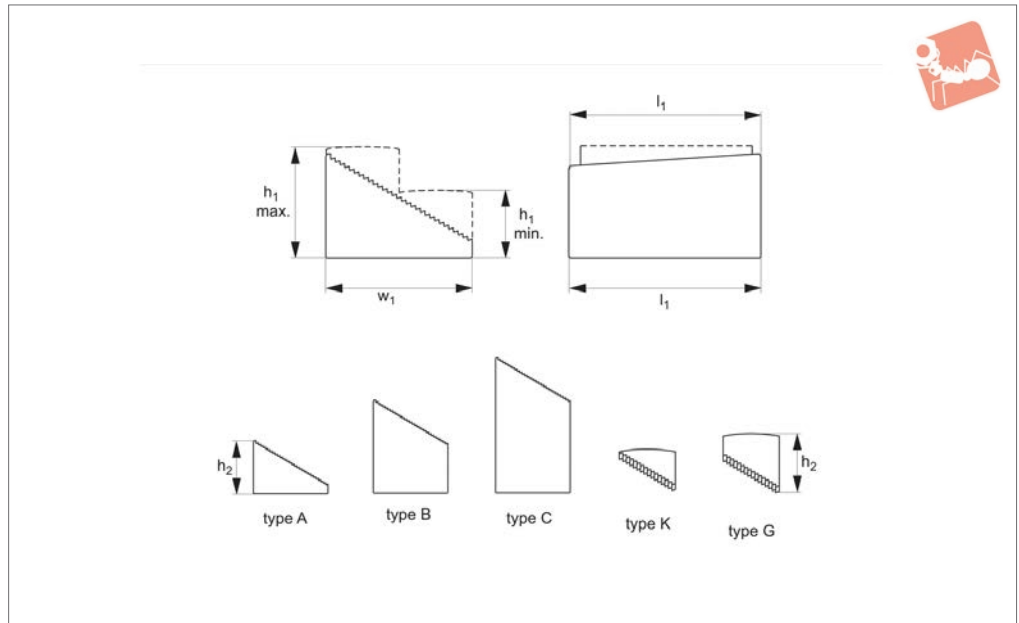 l₁
h₁
max.
h₁
min.
w₁
l₁
h₂
type A
type B
type C
type K
type G
h₂